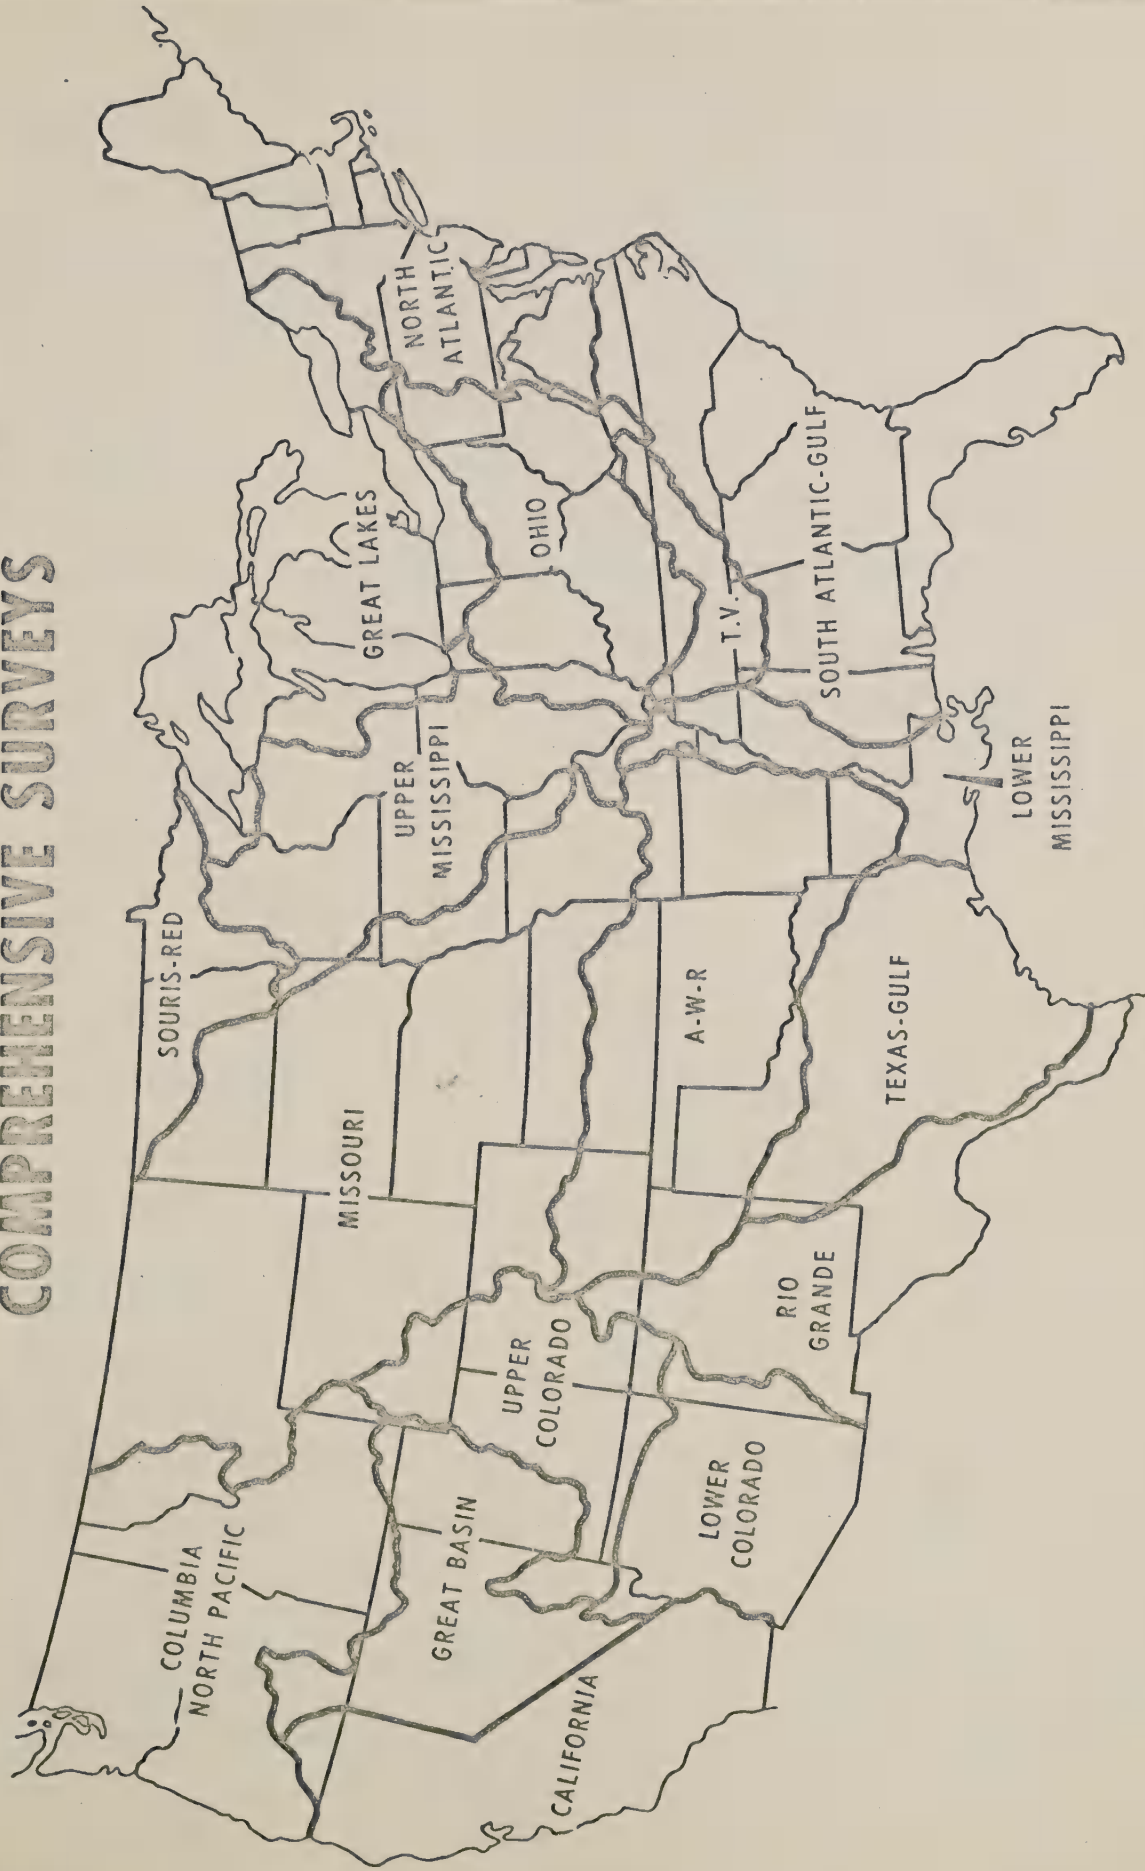 COMPREHENSIVE SURVEYS
COLUMBIA
NORTH PACIFIC
SOURIS-RED
MISSOURI
UPPER
MISSISSIPPI
GREAT LAKES
NORTH
ATLANTIC
GREAT BASIN
UPPER
COLORADO
OHIO
CALIFORNIA
LOWER
COLORADO
RIO
GRANDE
A-W-R
T.V.
TEXAS-GULF
SOUTH ATLANTIC-GULF
LOWER
MISSISSIPPI